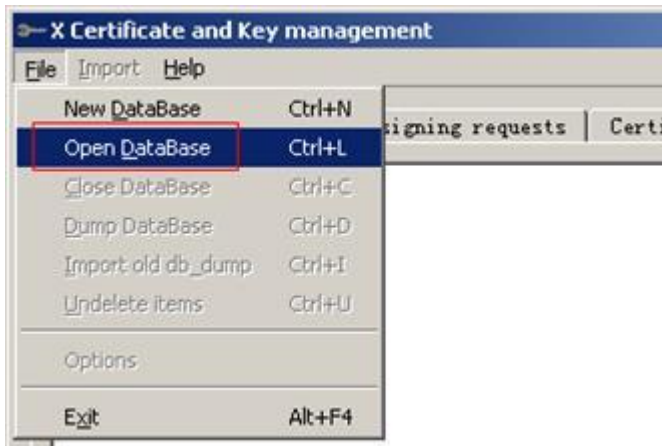 X Certificate and Key management
File Import Help
New DataBase Ctrl+N
Open DataBase Ctrl+L
Close DataBase Ctrl+C
Dump DataBase Ctrl+D
Import old db_dump Ctrl+I
Undelete items Ctrl+U
Options
Exit Alt+F4
requests